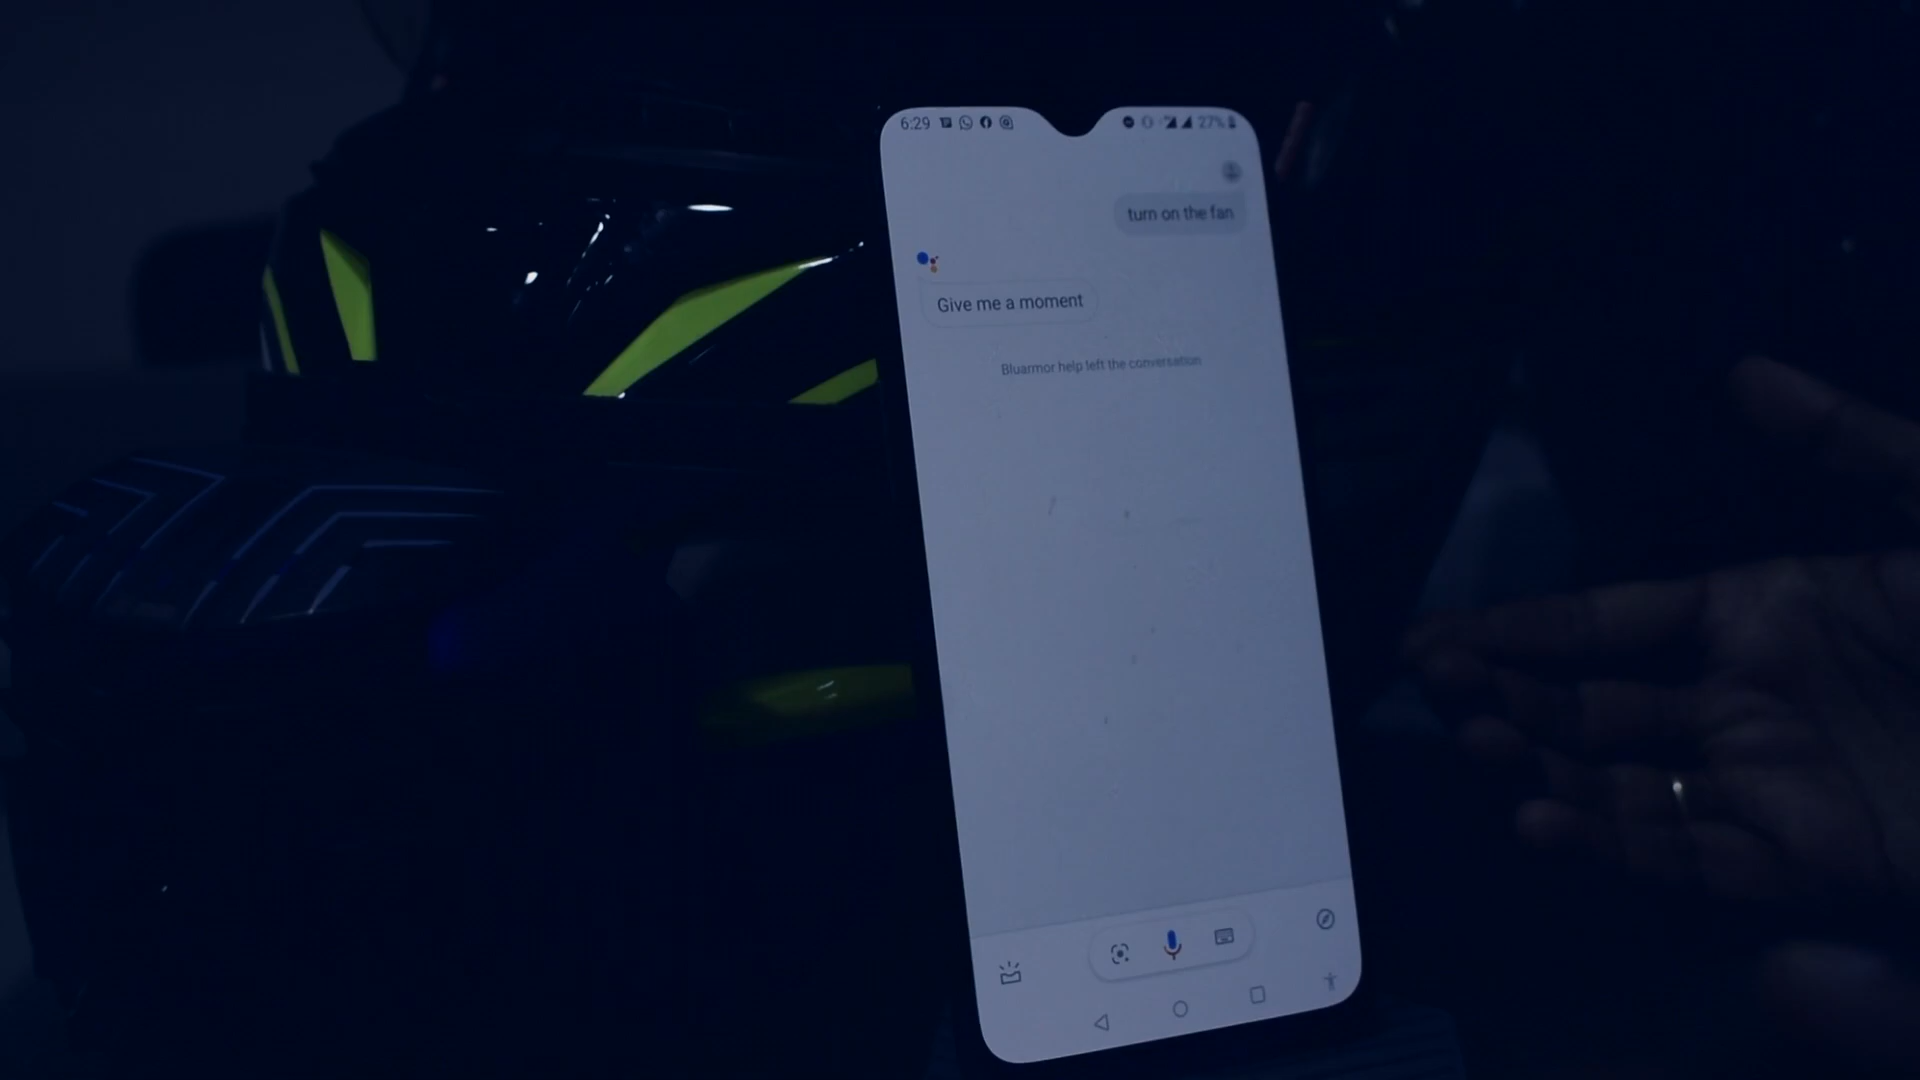 6:29
27%
turn on the fan
Give me a moment
Bluarmor help left the conversation